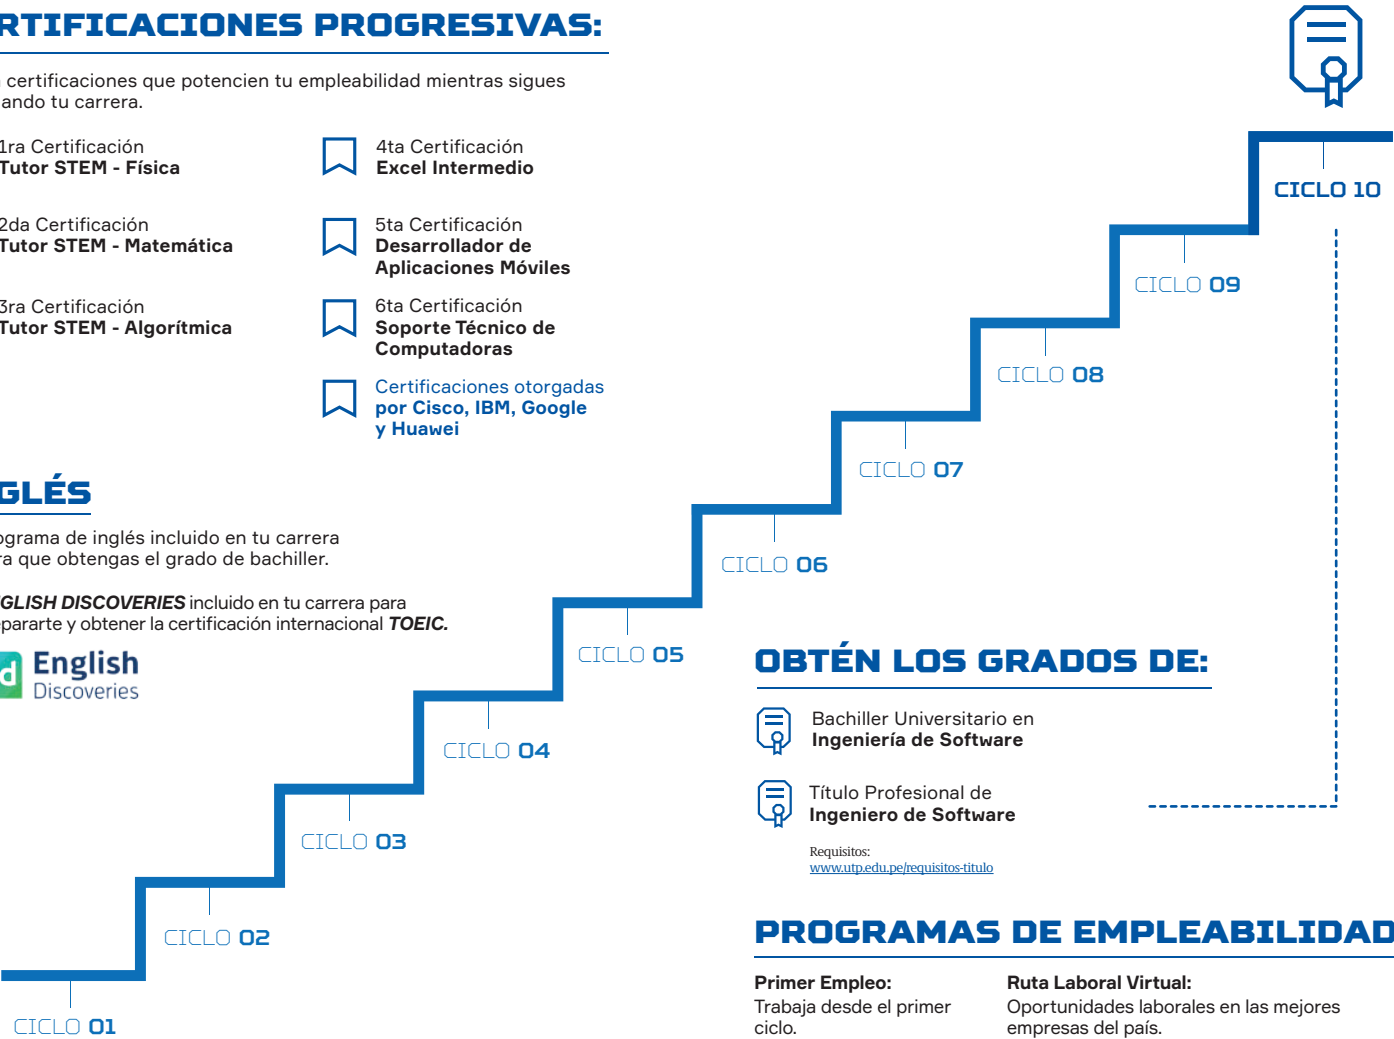 RTIFICACIONES PROGRESIVAS:
certificaciones que potencien tu empleabilidad mientras sigues
ando tu carrera.
1ra Certificación
Tutor STEM - Física
2da Certificación
Tutor STEM - Matemática
3ra Certificación
Tutor STEM - Algorítmica
4ta Certificación
Excel Intermedio
5ta Certificación
Desarrollador de
Aplicaciones Móviles
6ta Certificación
Soporte Técnico de
Computadoras
Certificaciones otorgadas
por Cisco, IBM, Google
y Huawei
GLÉS
ograma de inglés incluido en tu carrera
ra que obtengas el grado de bachiller.
GLISH DISCOVERIES incluido en tu carrera para
epararte y obtener la certificación internacional TOEIC.
d English
Discoveries
CICLO 10
CICLO 09
CICLO 08
CICLO 07
CICLO 06
CICLO 05
CICLO 04
CICLO 03
CICLO 02
CICLO 01
OBTÉN LOS GRADOS DE:
Bachiller Universitario en
Ingeniería de Software
Título Profesional de
Ingeniero de Software
Requisitos:
www.utp.edu.pe/requisitos-titulo
PROGRAMAS DE EMPLEABILIDAD
Primer Empleo:
Trabaja desde el primer
ciclo.
Ruta Laboral Virtual:
Oportunidades laborales en las mejores
empresas del país.